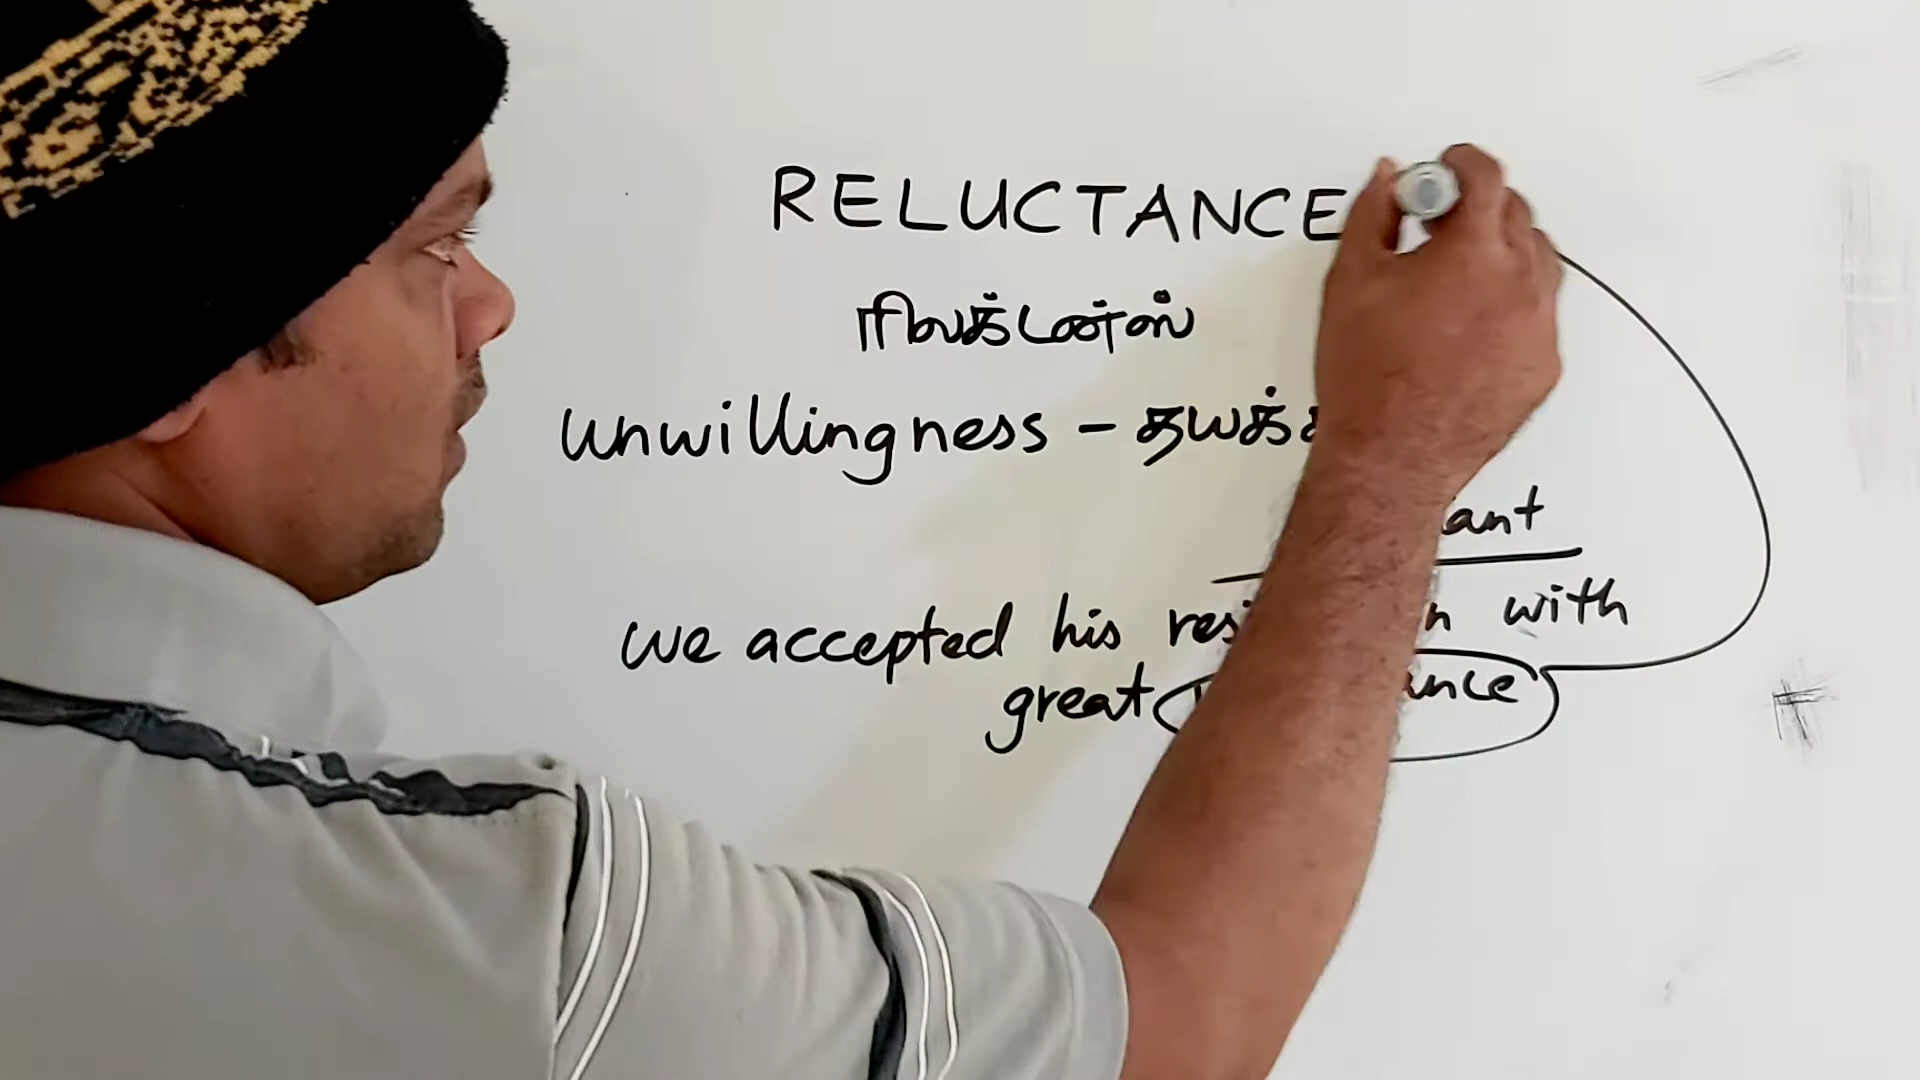 RELUCTANCE
ரிலக்டன்ஸ்
unwillingness - தயக்
ant
we accepted his res n with
great ance